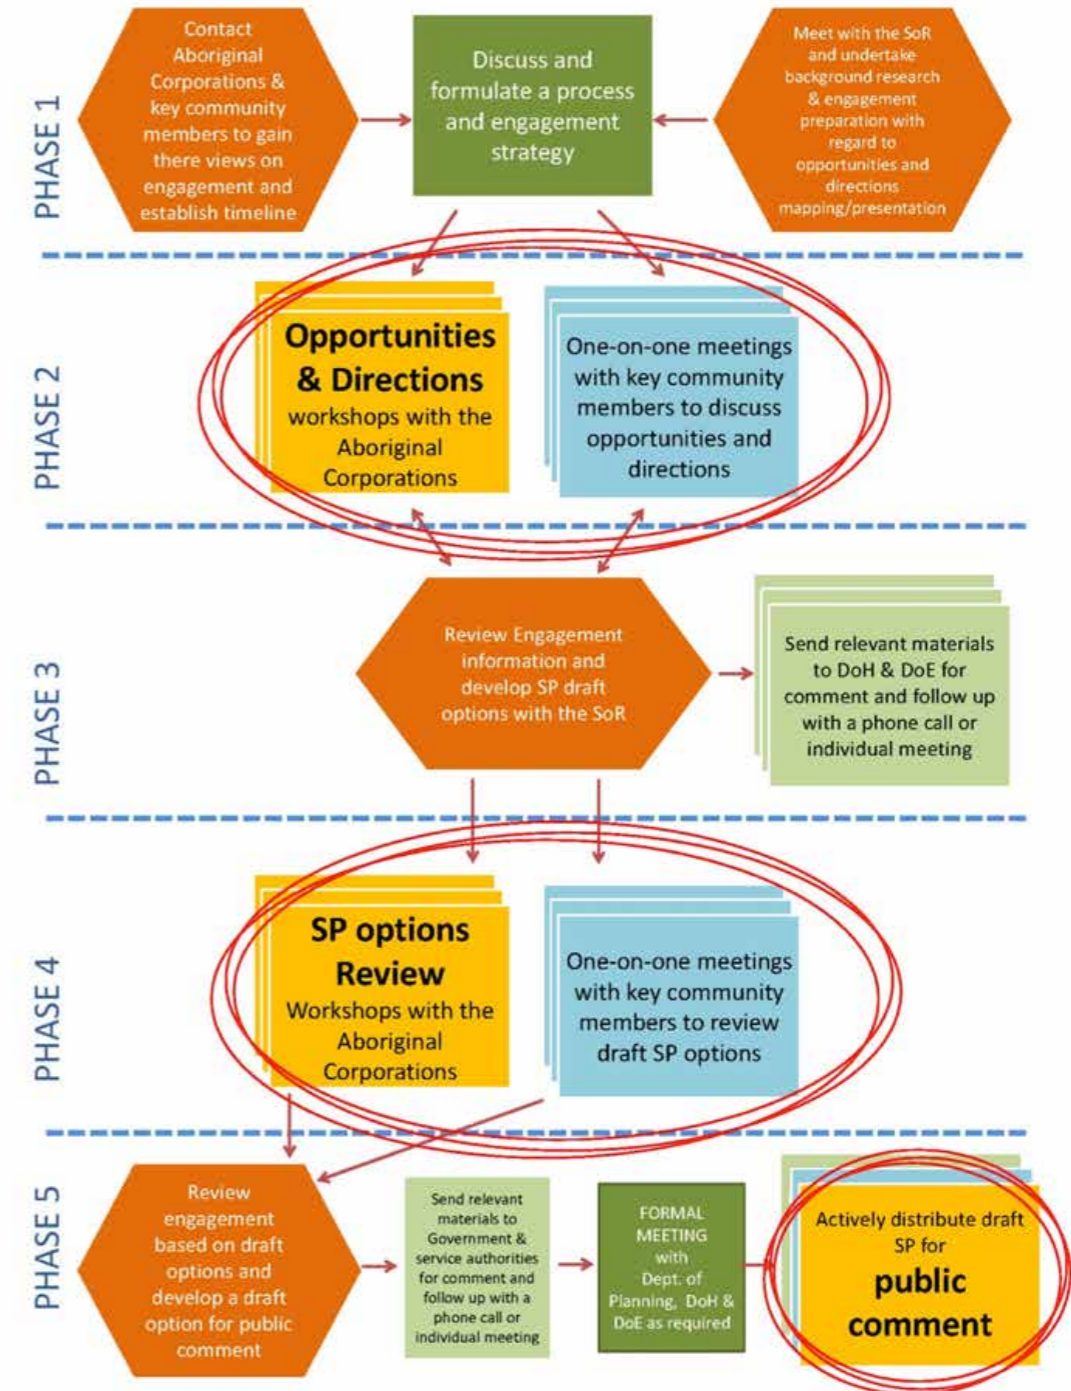 PHASE 1
Contact
Aboriginal
Corporations &
key community
members to gain
there views on
engagement and
establish timeline
Discuss and
formulate a process
and engagement
strategy
Meet with the SoR
and undertake
background research
& engagement
preparation with
regard to
opportunities and
directions
mapping/presentation
PHASE 2
Opportunities
& Directions
workshops with the
Aboriginal
Corporations
One-on-one meetings
with key community
members to discuss
opportunities and
directions
PHASE 3
Review Engagement
information and
develop SP draft
options with the SoR
Send relevant materials
to DoH & DoE for
comment and follow up
with a phone call or
individual meeting
PHASE 4
SP options
Review
Workshops with the
Aboriginal
Corporations
One-on-one meetings
with key community
members to review
draft SP options
PHASE 5
Review
engagement
based on draft
options and
develop a draft
option for public
comment
Send relevant
materials to
Government &
service authorities
for comment and
follow up with a
phone call or
individual meeting
FORMAL
MEETING
with
Dept. of
Planning, DoH &
DoE as required
Actively distribute draft
SP for
public
comment